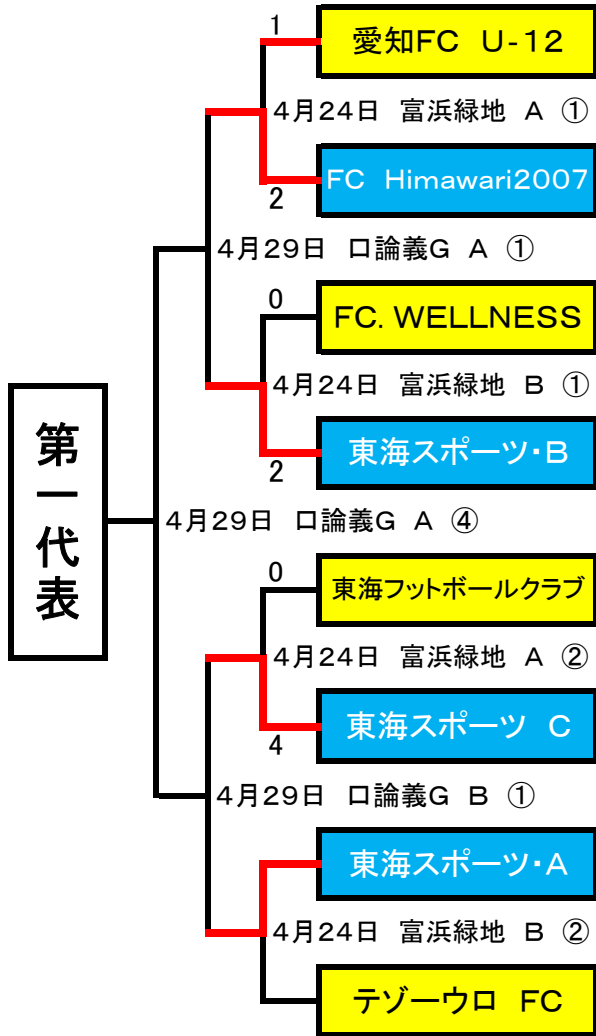 1
愛知FC U-12
4月24日 富浜緑地 A ①
FC Himawari2007
2
4月29日 口論義G A ①
0
FC. WELLNESS
4月24日 富浜緑地 B ①
東海スポーツ・B
2
第一代表
4月29日 口論義G A ④
0
東海フットボールクラブ
4月24日 富浜緑地 A ②
東海スポーツ C
4
4月29日 口論義G B ①
東海スポーツ・A
4月24日 富浜緑地 B ②
テゾーウロ FC